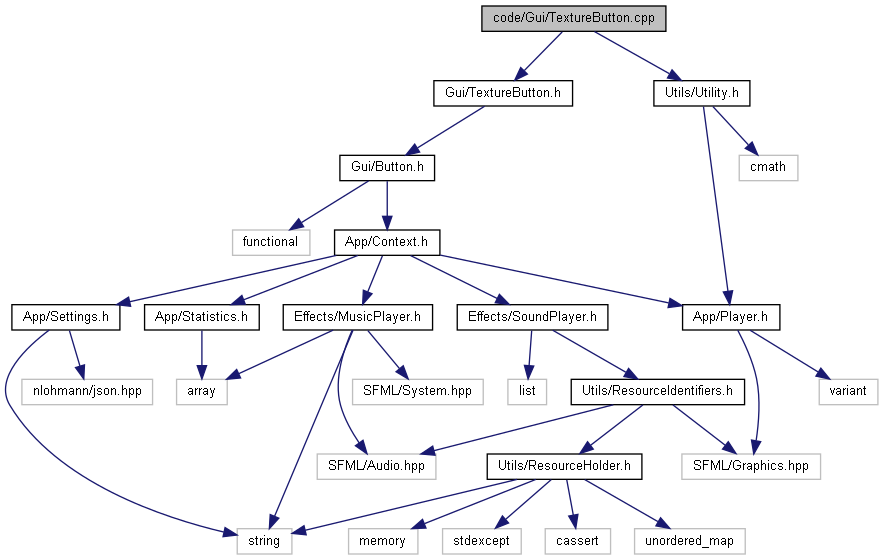 code/Gui/TextureButton.cpp
Gui/TextureButton.h
Utils/Utility.h
Gui/Button.h
cmath
functional
App/Context.h
App/Settings.h
App/Statistics.h
Effects/MusicPlayer.h
Effects/SoundPlayer.h
App/Player.h
nlohmann/json.hpp
array
SFML/System.hpp
list
Utils/ResourceIdentifiers.h
variant
SFML/Audio.hpp
Utils/ResourceHolder.h
SFML/Graphics.hpp
string
memory
stdexcept
cassert
unordered_map